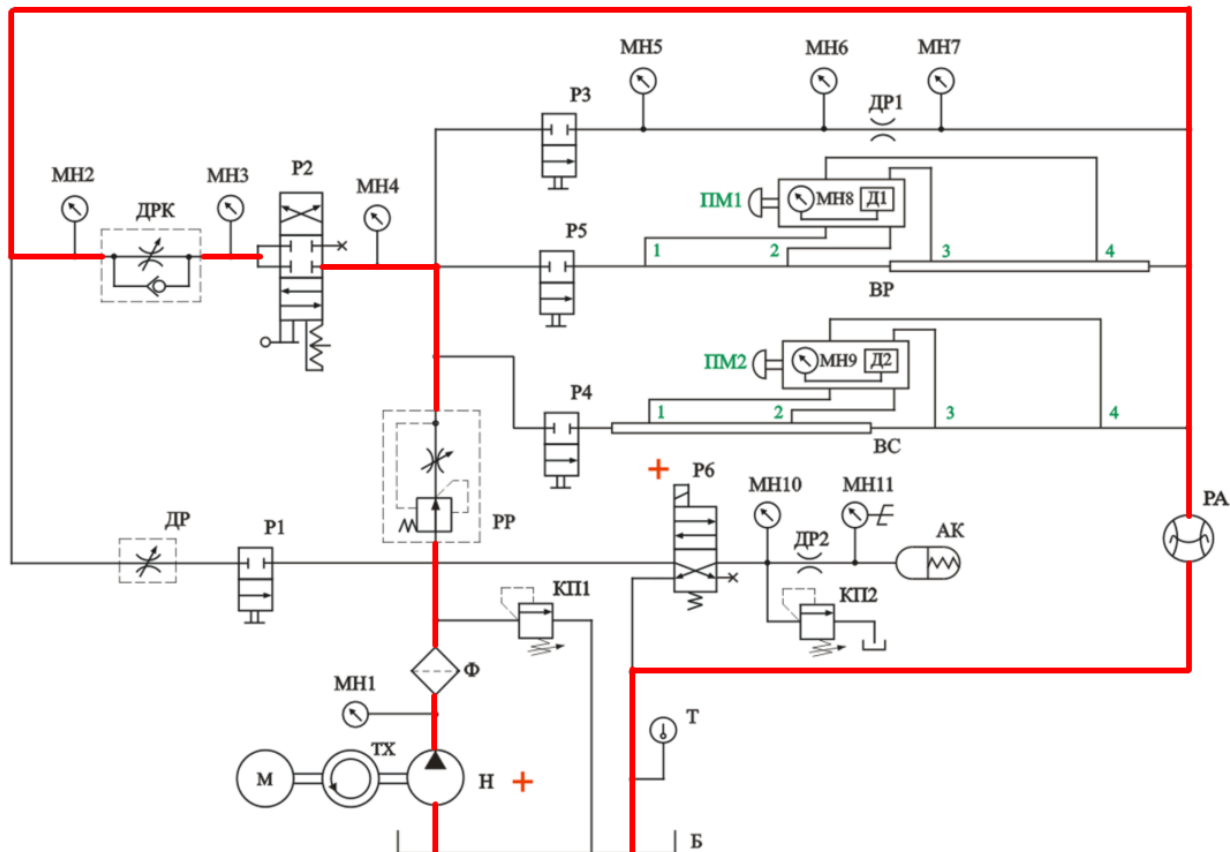 МН5
МН6
МН7
Р3
ДР1
МН2
ДРК
МН3
Р2
МН4
ПМ1
МН8
Д1
Р5
1
2
3
4
ВР
ПМ2
МН9
Д2
Р4
1
2
3
4
ВС
+
Р6
МН10
МН11
РА
ДР
Р1
РР
ДР2
АК
КП1
КП2
Ф
МН1
Т
ТХ
М
Н
+
Б